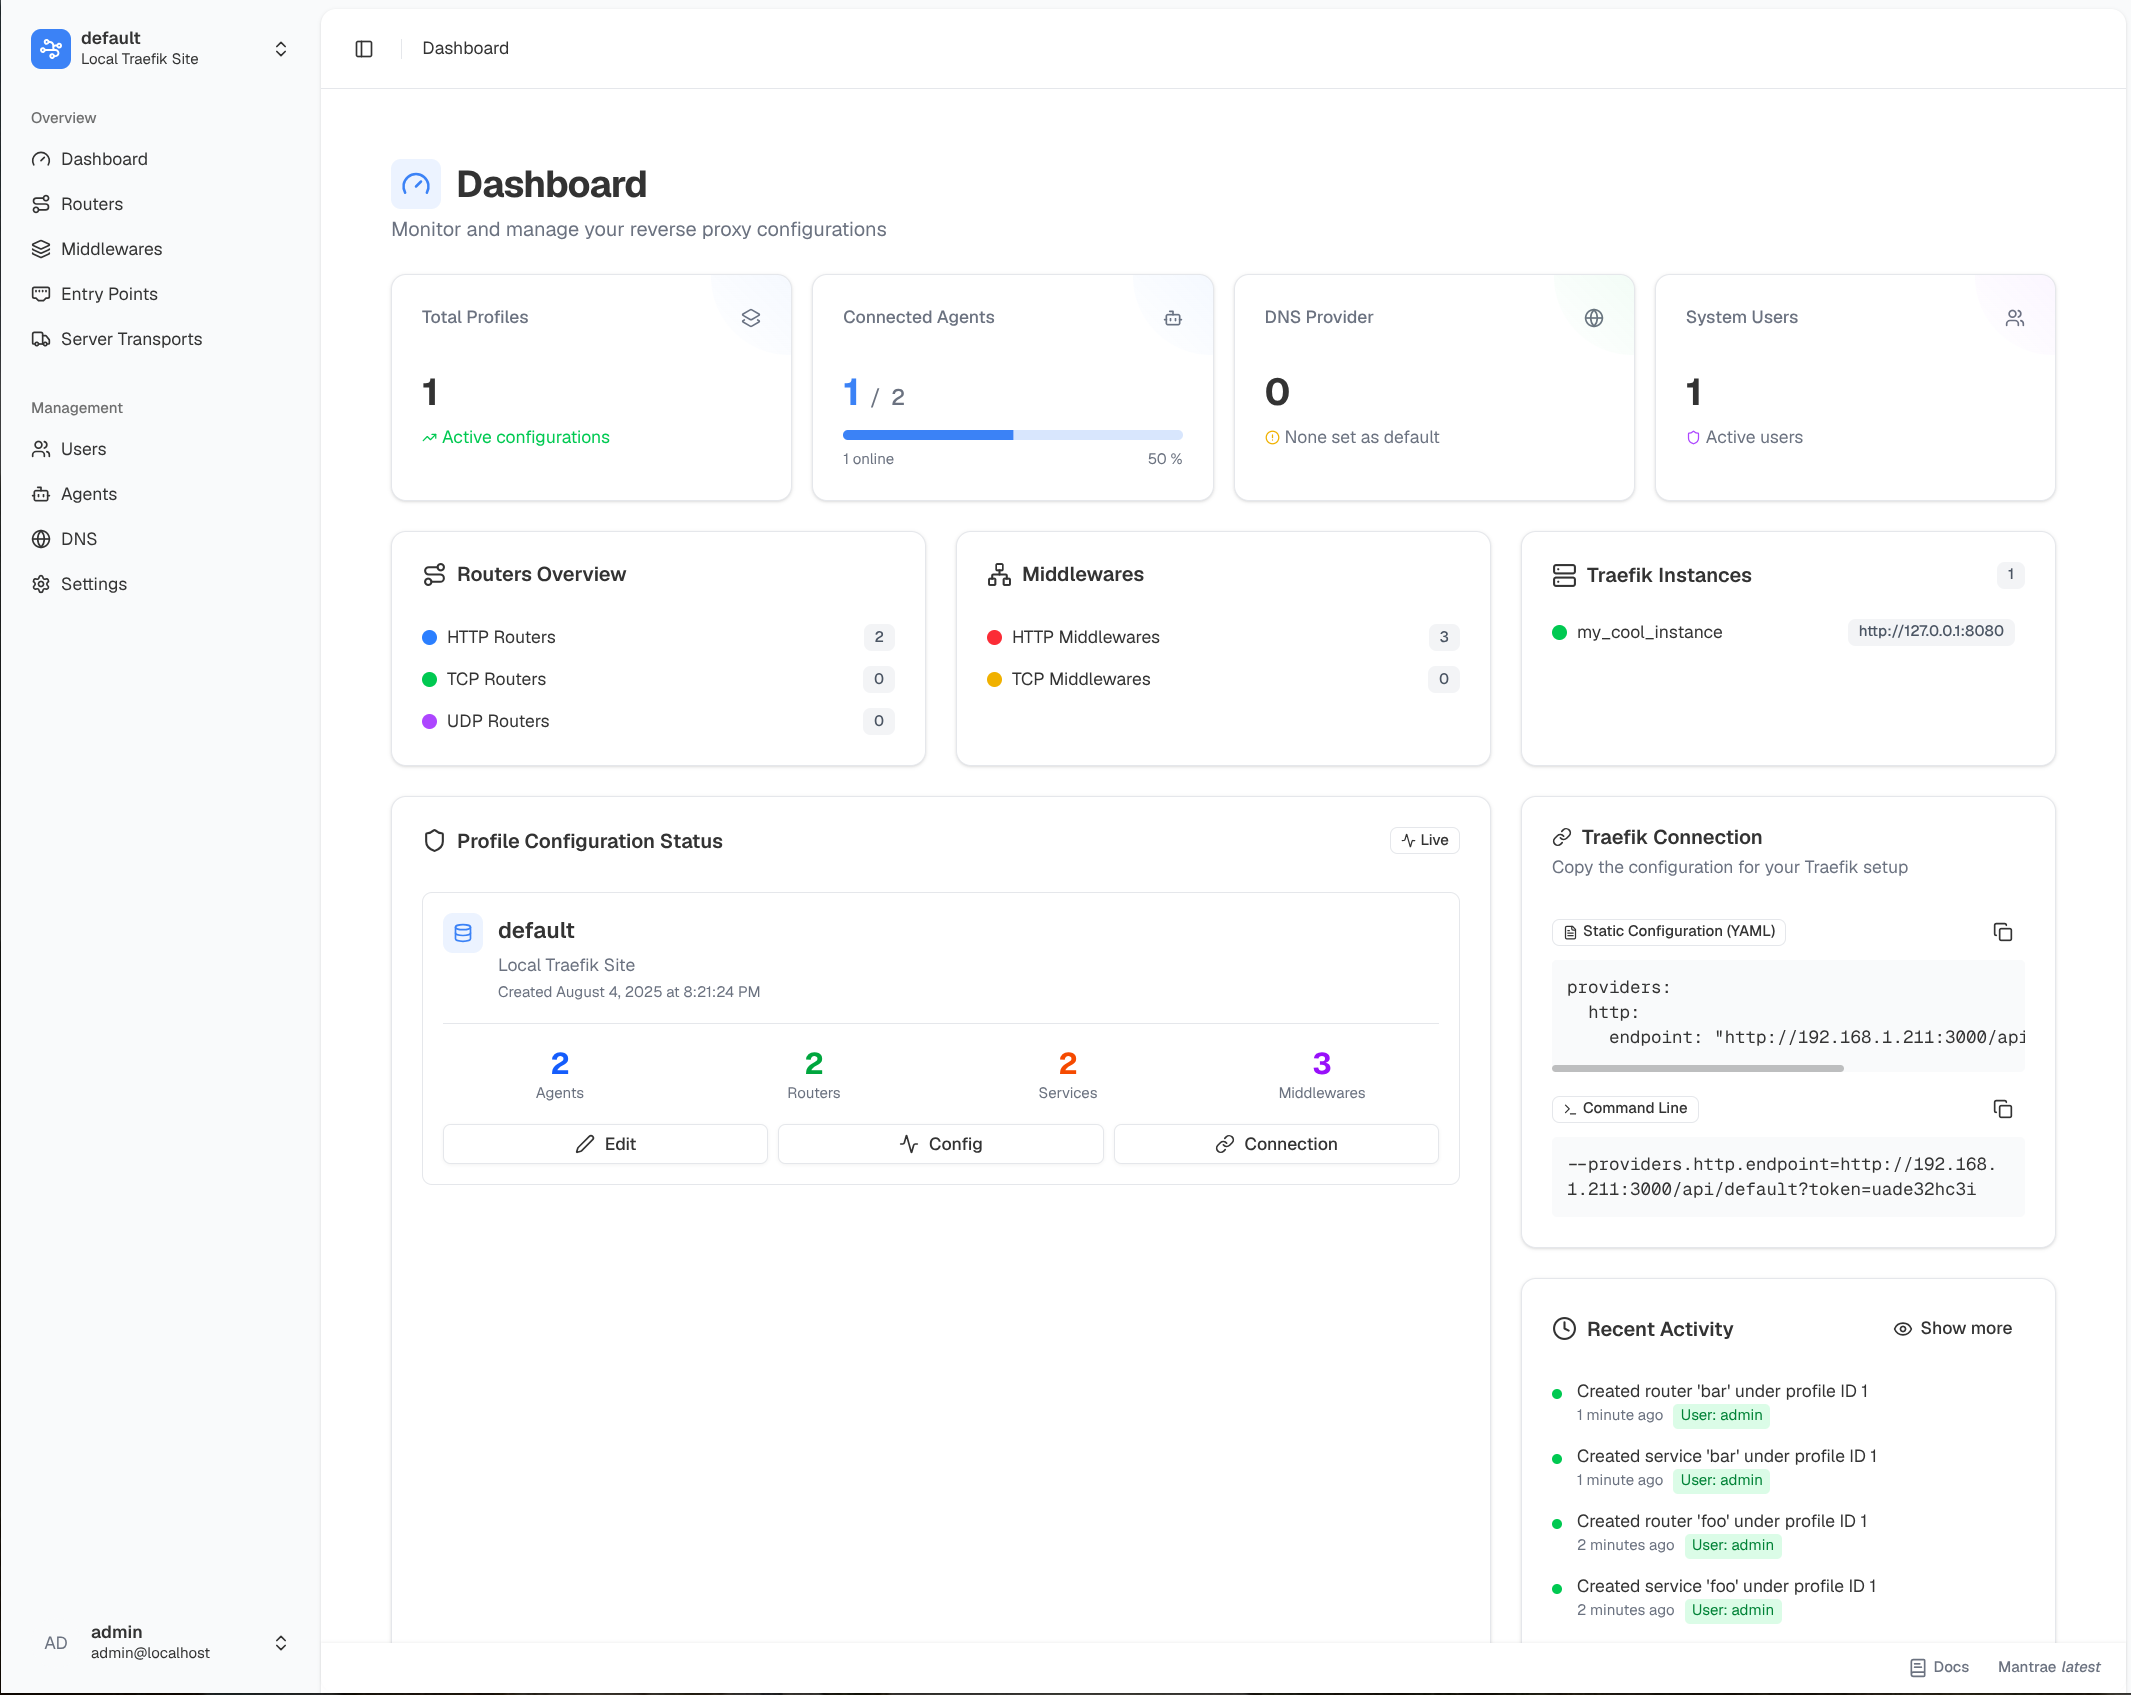 default
Local Traefik Site
Overview
Dashboard
Routers
Middlewares
Entry Points
Server Transports
Management
Users
Agents
DNS
Settings
AD
admin
admin@localhost
Dashboard
Dashboard
Monitor and manage your reverse proxy configurations
Total Profiles
1
Active configurations
Connected Agents
1 / 2
1 online 50 %
DNS Provider
0
None set as default
System Users
1
Active users
Routers Overview
HTTP Routers 2
TCP Routers 0
UDP Routers 0
Middlewares
HTTP Middlewares 3
TCP Middlewares 0
Traefik Instances 1
my_cool_instance http://127.0.0.1:8080
Profile Configuration Status Live
default
Local Traefik Site
Created August 4, 2025 at 8:21:24 PM
2 2 2 3
Agents Routers Services Middlewares
Edit Config Connection
Traefik Connection
Copy the configuration for your Traefik setup
Static Configuration (YAML)
providers:
http:
endpoint: "http://192.168.1.211:3000/api
Command Line
--providers.http.endpoint=http://192.168.
1.211:3000/api/default?token=uade32hc3i
Recent Activity Show more
Created router 'bar' under profile ID 1
1 minute ago User: admin
Created service 'bar' under profile ID 1
1 minute ago User: admin
Created router 'foo' under profile ID 1
2 minutes ago User: admin
Created service 'foo' under profile ID 1
2 minutes ago User: admin
Docs Mantrae latest